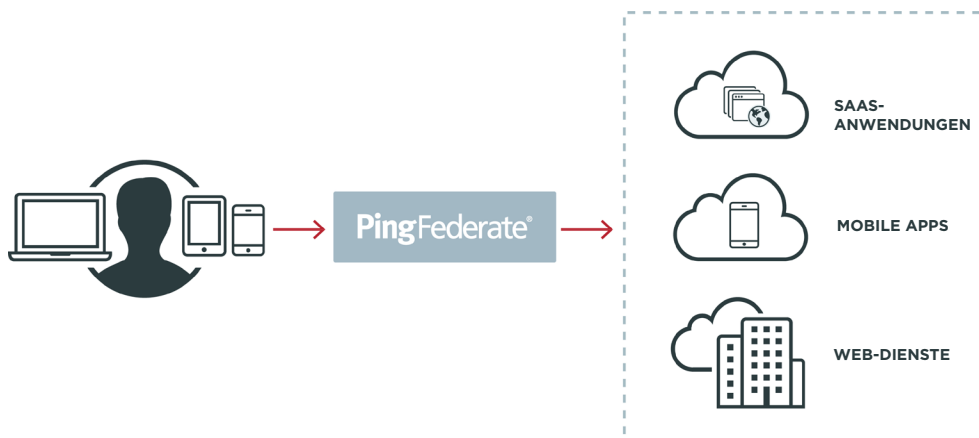 PingFederate®
SAAS-
ANWENDUNGEN
MOBILE APPS
WEB-DIENSTE